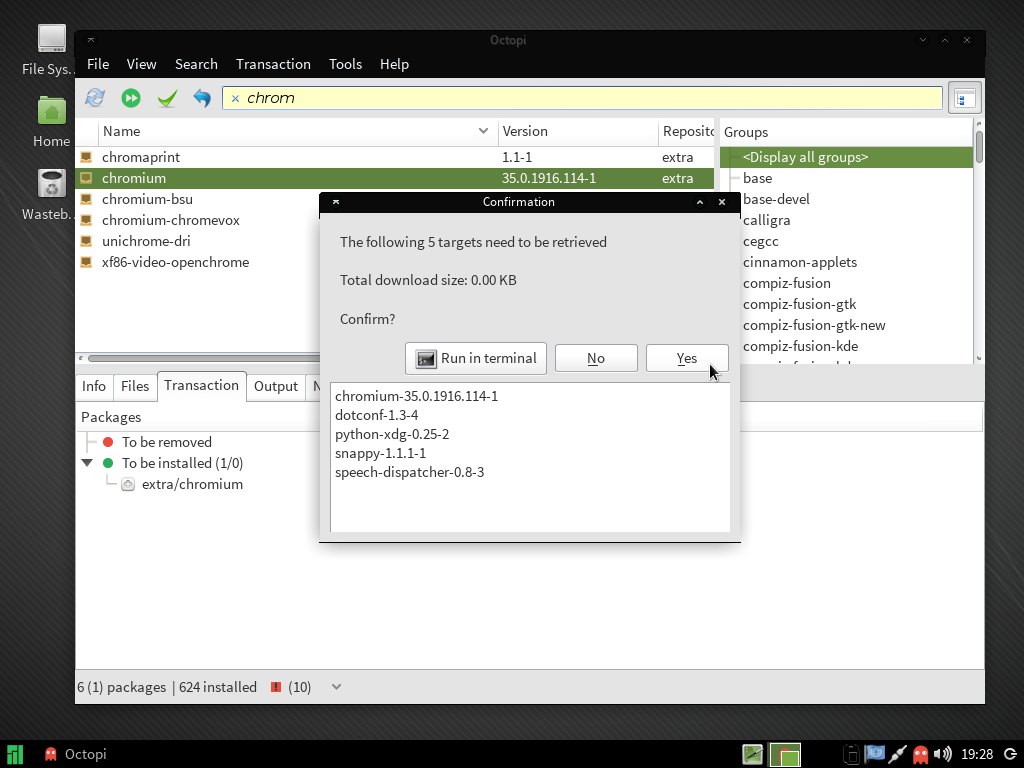 Octopi
File View Search Transaction Tools Help
File Sys..
Home
Wasteb..
chrom
Name Version Reposito
chromaprint 1.1-1 extra
chromium 35.0.1916.114-1 extra
chromium-bsu
chromium-chromevox
unichrome-dri
xf86-video-openchrome
Groups
<Display all groups>
base
base-devel
calligra
cegcc
cinnamon-applets
compiz-fusion
compiz-fusion-gtk
compiz-fusion-gtk-new
compiz-fusion-kde
Confirmation
The following 5 targets need to be retrieved
Total download size: 0.00 KB
Confirm?
Run in terminal No Yes
chromium-35.0.1916.114-1
dotconf-1.3-4
python-xdg-0.25-2
snappy-1.1.1-1
speech-dispatcher-0.8-3
Info Files Transaction Output N
Packages
To be removed
To be installed (1/0)
extra/chromium
6 (1) packages | 624 installed (10)
Octopi 19:28